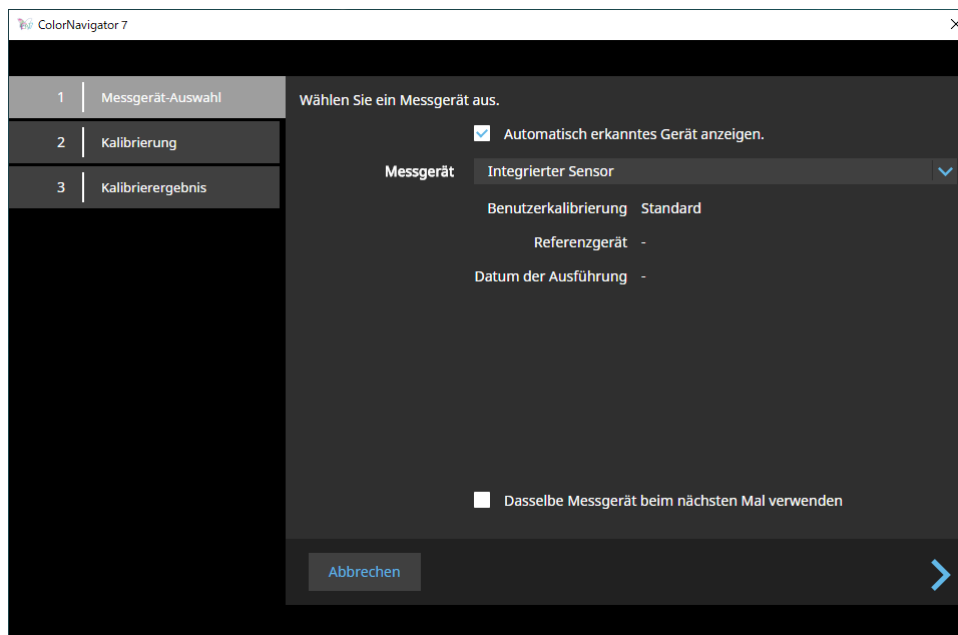 ColorNavigator 7
1 Messgerät-Auswahl
2 Kalibrierung
3 Kalibrierergebnis
Wählen Sie ein Messgerät aus.
Automatisch erkanntes Gerät anzeigen.
Messgerät Integrierter Sensor
Benutzerkalibrierung Standard
Referenzgerät -
Datum der Ausführung -
Dasselbe Messgerät beim nächsten Mal verwenden
Abbrechen